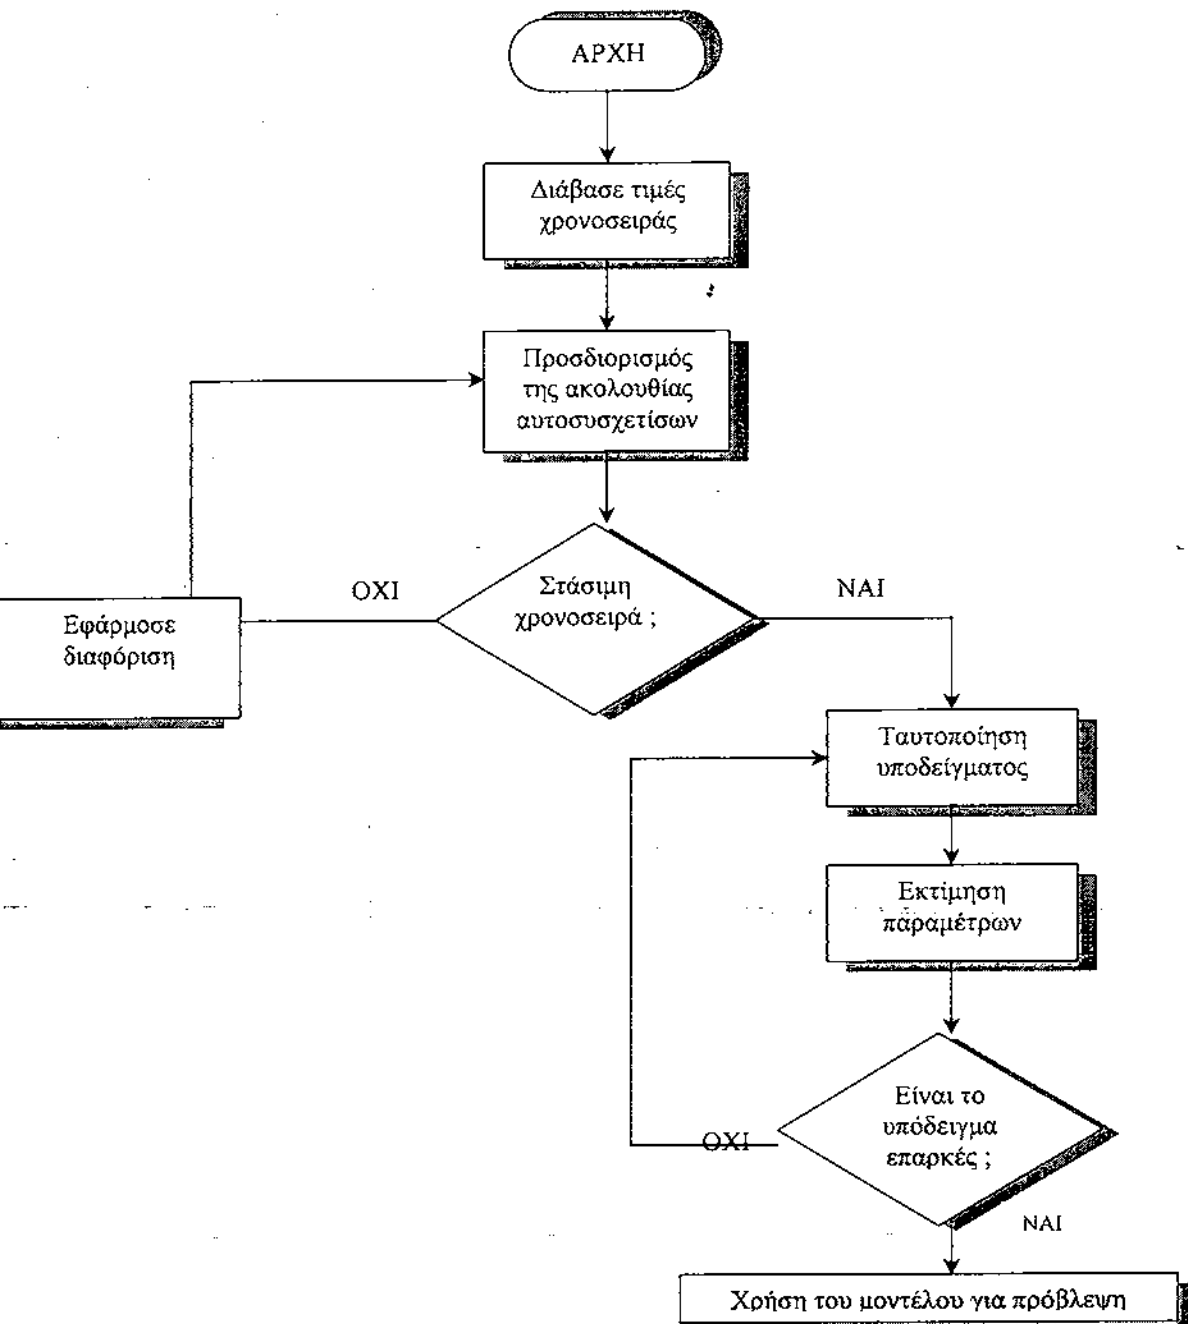 ΑΡΧΗ
Διάβασε τιμές
χρονοσειράς
Προσδιορισμός
της ακολουθίας
αυτοσυσχετίσων
Στάσιμη
χρονοσειρά ;
ΟΧΙ
ΝΑΙ
Εφάρμοσε
διαφόριση
Ταυτοποίηση
υποδείγματος
Εκτίμηση
παραμέτρων
Είναι το
υπόδειγμα
επαρκές ;
ΟΧΙ
ΝΑΙ
Χρήση του μοντέλου για πρόβλεψη